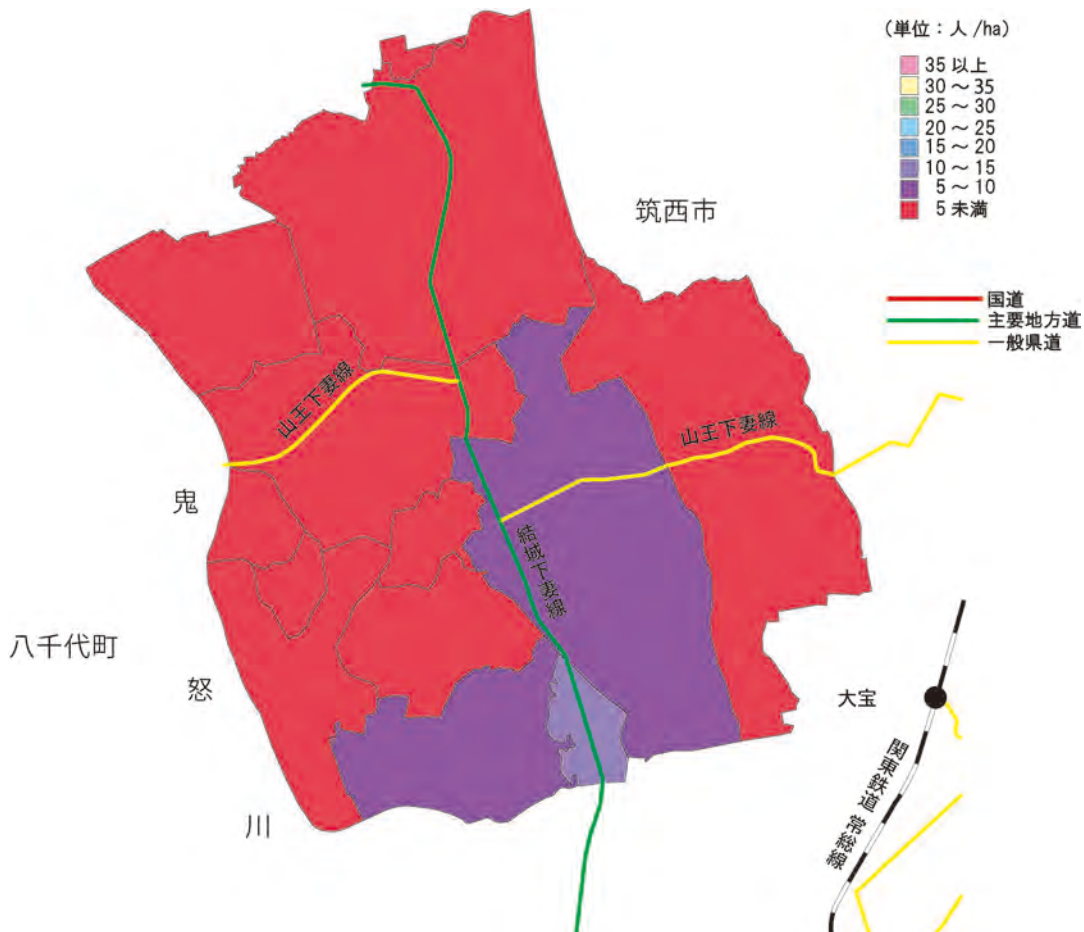 （単位：人 /ha）
35 以上
30 ～ 35
25 ～ 30
20 ～ 25
15 ～ 20
10 ～ 15
5 ～ 10
5 未満
筑西市
国道
主要地方道
一般県道
山王下妻線
山王下妻線
結城下妻線
鬼
怒
川
八千代町
大宝
関東鉄道 常総線